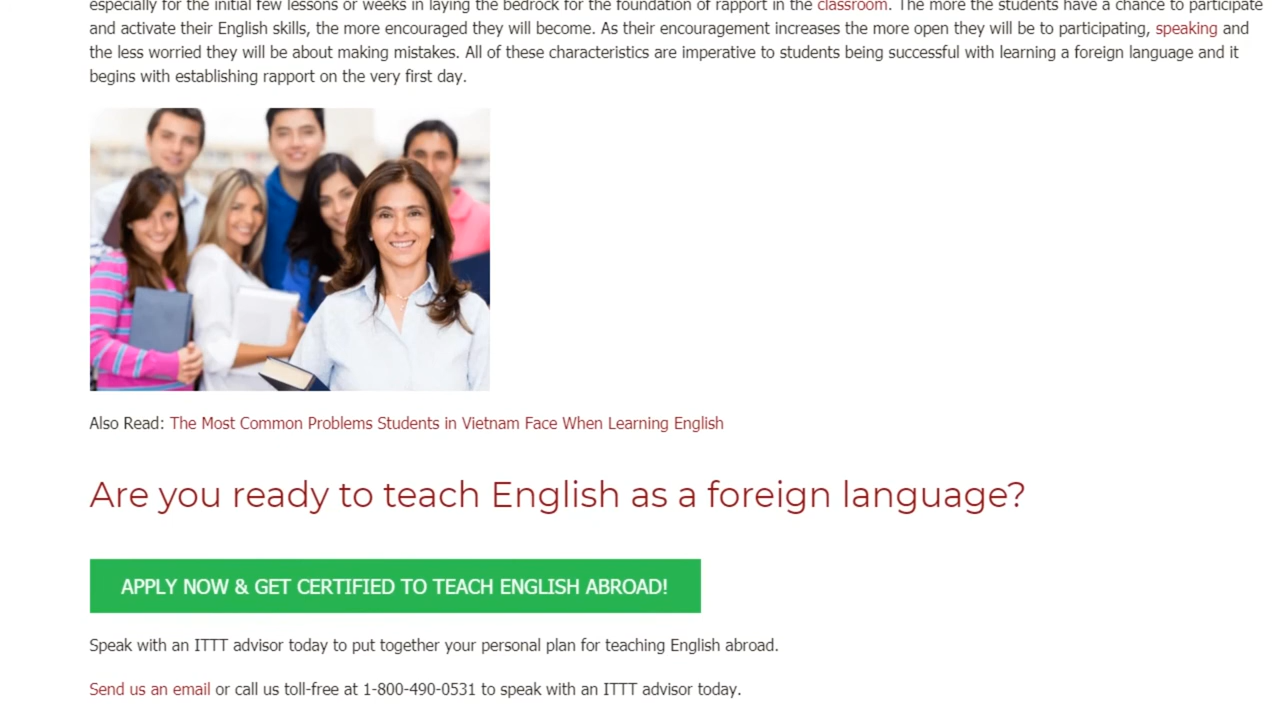 especially for the initial few lessons or weeks in laying the bedrock for the foundation of rapport in the classroom. The more the students have a chance to participate
and activate their English skills, the more encouraged they will become. As their encouragement increases the more open they will be to participating, speaking and
the less worried they will be about making mistakes. All of these characteristics are imperative to students being successful with learning a foreign language and it
begins with establishing rapport on the very first day.
Also Read: The Most Common Problems Students in Vietnam Face When Learning English
Are you ready to teach English as a foreign language?
APPLY NOW & GET CERTIFIED TO TEACH ENGLISH ABROAD!
Speak with an ITTT advisor today to put together your personal plan for teaching English abroad.
Send us an email or call us toll-free at 1-800-490-0531 to speak with an ITTT advisor today.